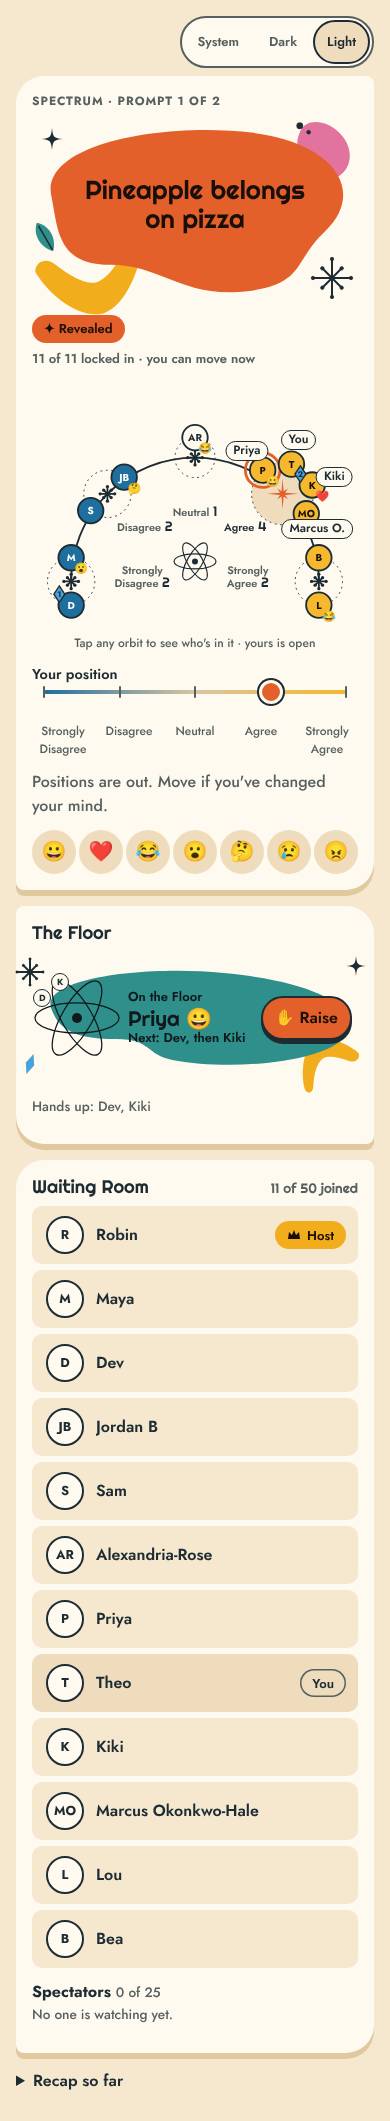 System Dark Light
SPECTRUM · PROMPT 1 OF 2
Pineapple belongs
on pizza
✦ Revealed
11 of 11 locked in · you can move now
AR
You
Priya
P
T
2
Kiki
K
JB
S
MO
Marcus O.
Neutral 1
Disagree 2
Agree 4
M
B
Strongly
Disagree 2
Strongly
Agree 2
1
D
L
Tap any orbit to see who's in it · yours is open
Your position
Strongly
Disagree
Disagree
Neutral
Agree
Strongly
Agree
Positions are out. Move if you've changed
your mind.
😀 ❤️ 😂 😮 🤔 😢 😠
The Floor
K
D
On the Floor
Priya 😀
Next: Dev, then Kiki
✋ Raise
Hands up: Dev, Kiki
Waiting Room 11 of 50 joined
R Robin Host
M Maya
D Dev
JB Jordan B
S Sam
AR Alexandria-Rose
P Priya
T Theo You
K Kiki
MO Marcus Okonkwo-Hale
L Lou
B Bea
Spectators 0 of 25
No one is watching yet.
▶ Recap so far